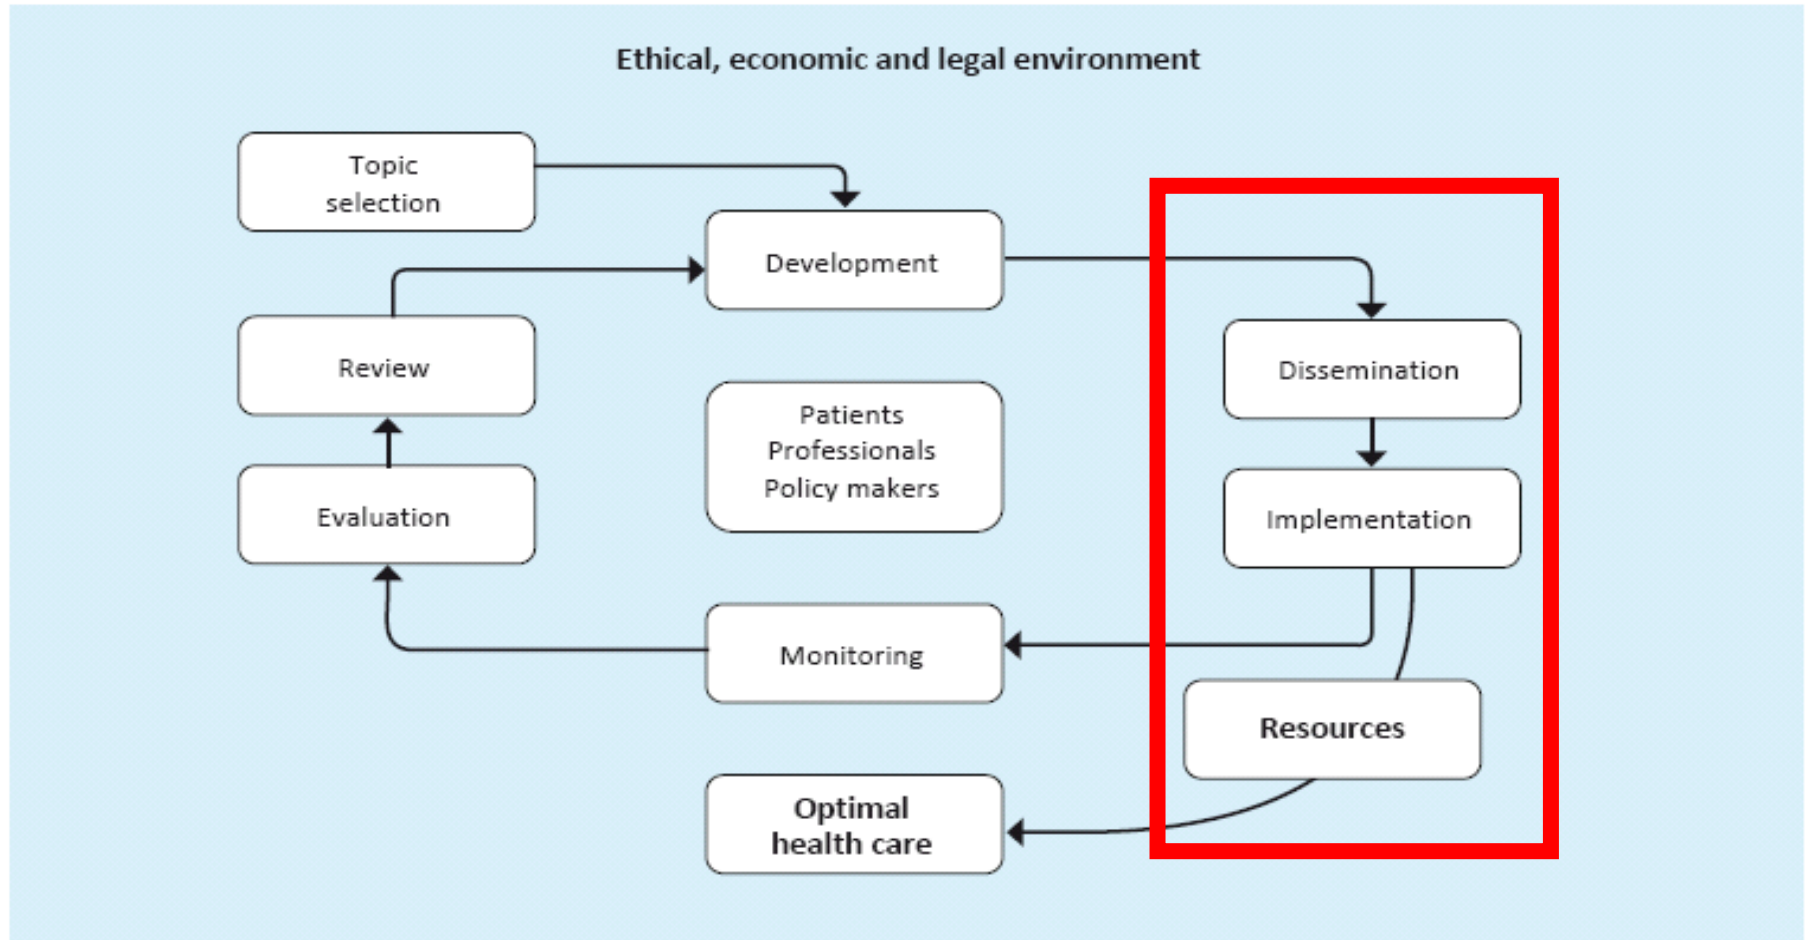 Ethical, economic and legal environment
Topic
selection
Development
Dissemination
Review
Patients
Professionals
Policy makers
Evaluation
Implementation
Monitoring
Resources
Optimal
health care